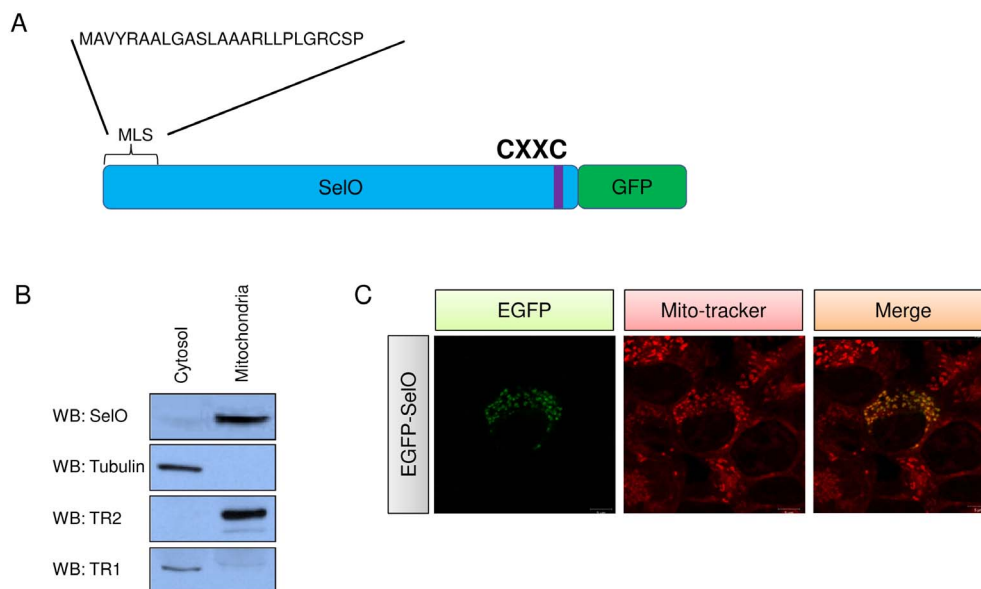 A
MAVYRAALGASLAAARLLPLGRCSP
MLS
CXXC
SelO
GFP
B
Cytosol
Mitochondria
WB: SelO
WB: Tubulin
WB: TR2
WB: TR1
C
EGFP
Mito-tracker
Merge
EGFP-SelO